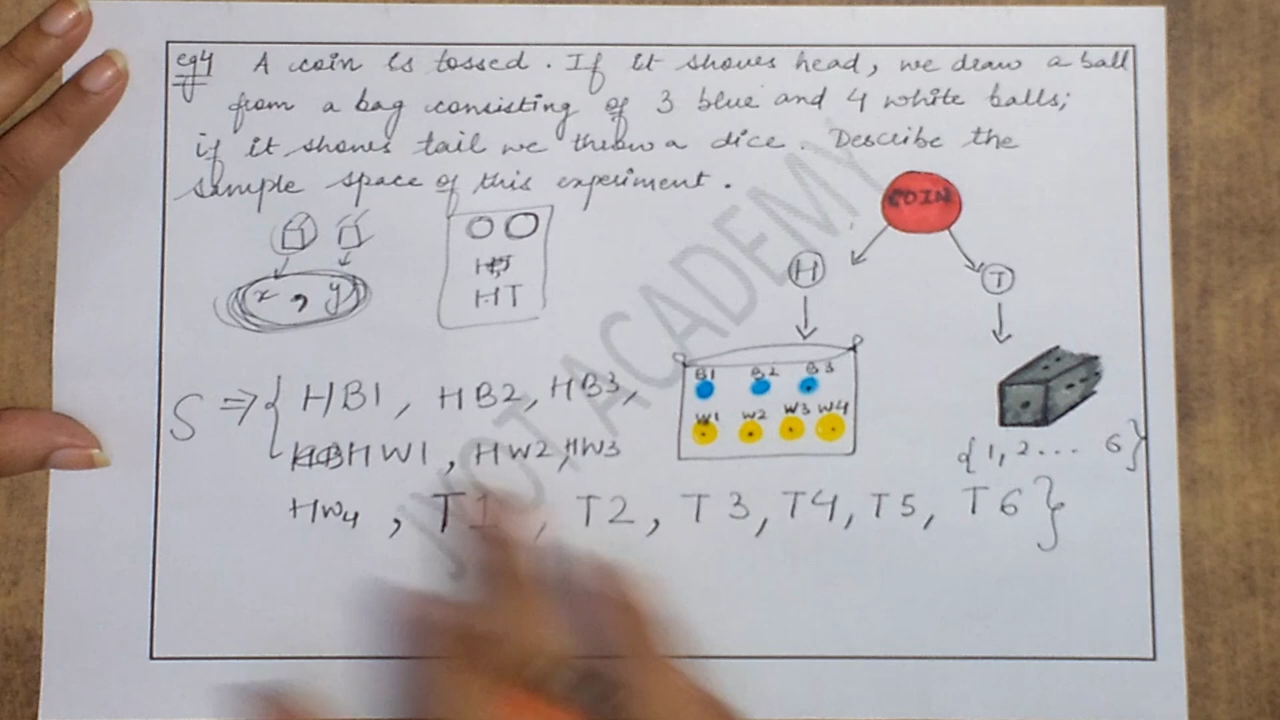 eg4 A coin is tossed. If it shows head, we draw a ball
from a bag consisting of 3 blue and 4 white balls;
if it shows tail we throw a dice. Describe the
sample space of this experiment.
COIN
H T
x, y
HT
B1 B2 B3
W1 W2 W3 W4
{1, 2... 6}
S ⇒ { HB1, HB2, HB3,
HW1, HW2, HW3
HW4, T1, T2, T3, T4, T5, T6}
JYOT ACADEMY